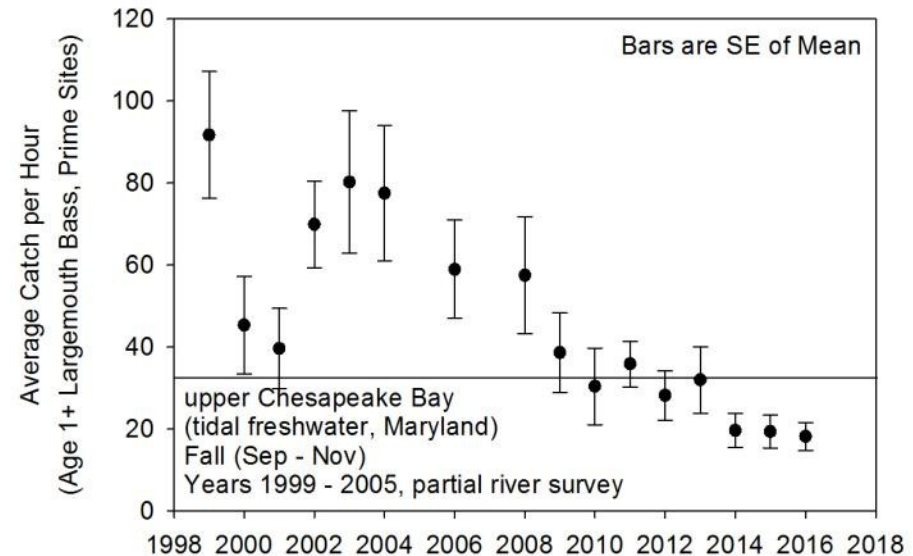 Average Catch per Hour
(Age 1+ Largemouth Bass, Prime Sites)
120
100
80
60
40
20
0
Bars are SE of Mean
upper Chesapeake Bay
(tidal freshwater, Maryland)
Fall (Sep - Nov)
Years 1999 - 2005, partial river survey
1998 2000 2002 2004 2006 2008 2010 2012 2014 2016 2018